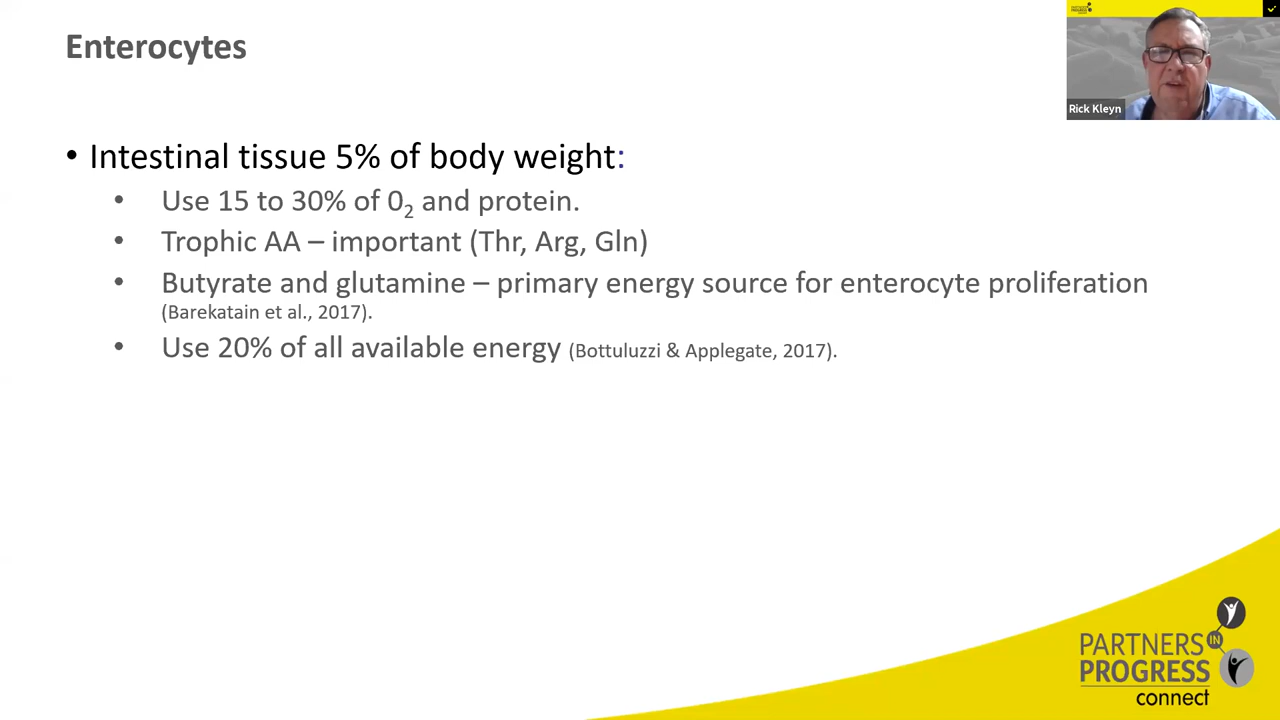 Enterocytes
Rick Kleyn
• Intestinal tissue 5% of body weight:
• Use 15 to 30% of 0₂ and protein.
• Trophic AA – important (Thr, Arg, Gln)
• Butyrate and glutamine – primary energy source for enterocyte proliferation
(Barekatain et al., 2017).
• Use 20% of all available energy (Bottuluzzi & Applegate, 2017).
PARTNERS IN
PROGRESS
connect